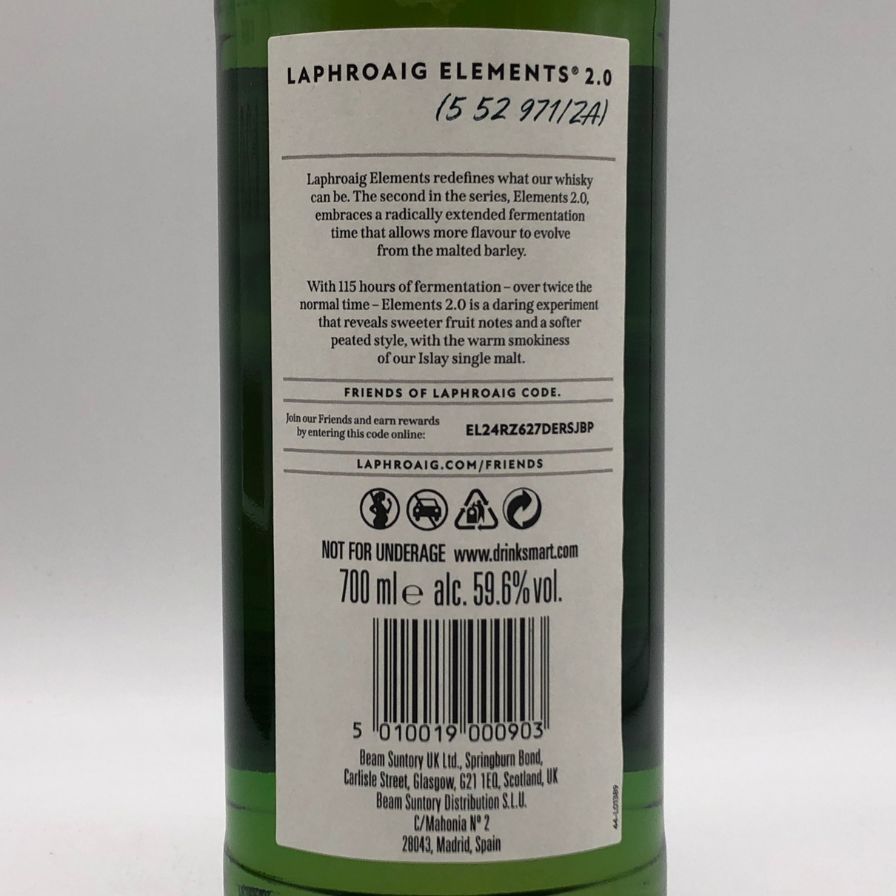 LAPHROAIG ELEMENTS® 2.0
(5 52 971/2A)
Laphroaig Elements redefines what our whisky
can be. The second in the series, Elements 2.0,
embraces a radically extended fermentation
time that allows more flavour to evolve
from the malted barley.
With 115 hours of fermentation – over twice the
normal time – Elements 2.0 is a daring experiment
that reveals sweeter fruit notes and a softer
peated style, with the warm smokiness
of our Islay single malt.
FRIENDS OF LAPHROAIG CODE.
Join our Friends and earn rewards
by entering this code online:
EL24RZ627DERSJBP
LAPHROAIG.COM/FRIENDS
NOT FOR UNDERAGE www.drinksmart.com
700 ml℮ alc. 59.6% vol.
5 010019 000903
Beam Suntory UK Ltd., Springburn Bond,
Carlisle Street, Glasgow, G21 1EQ, Scotland, UK
Beam Suntory Distribution S.L.U.
C/Mahonia Nº 2
28043, Madrid, Spain
44-L01389